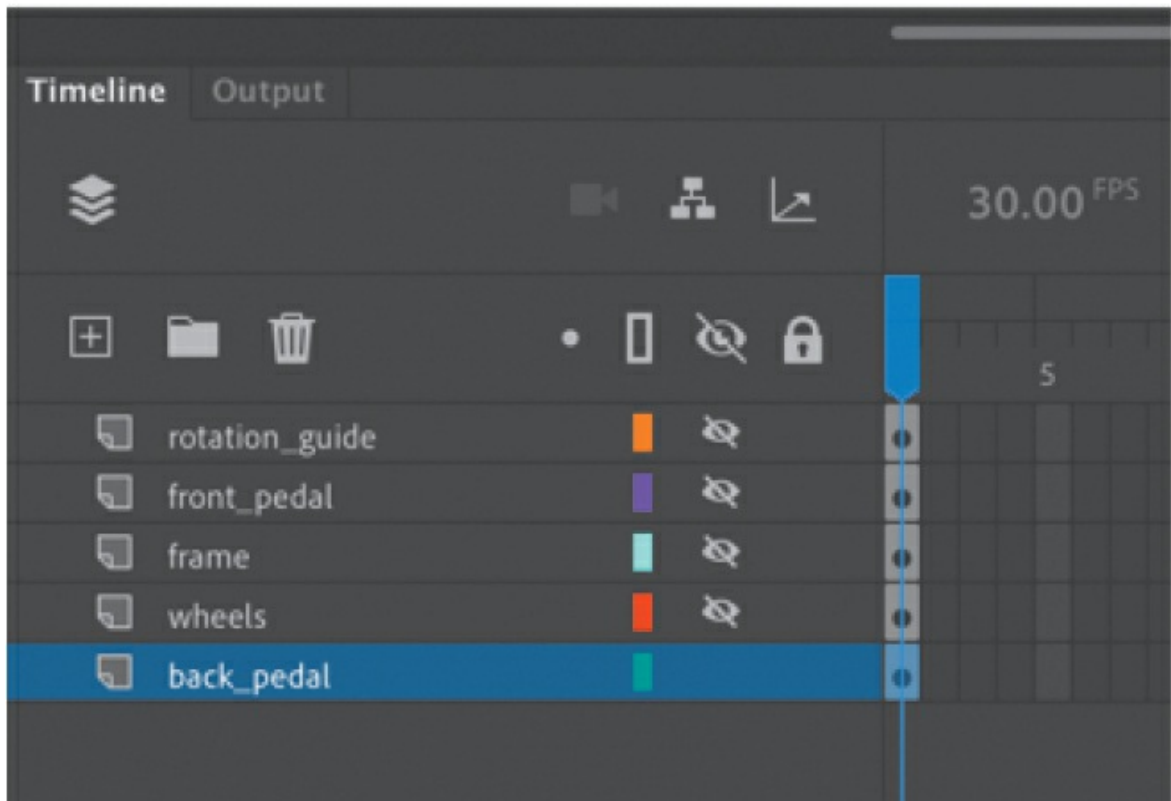 Timeline Output
30.00 FPS
5
rotation_guide
front_pedal
frame
wheels
back_pedal